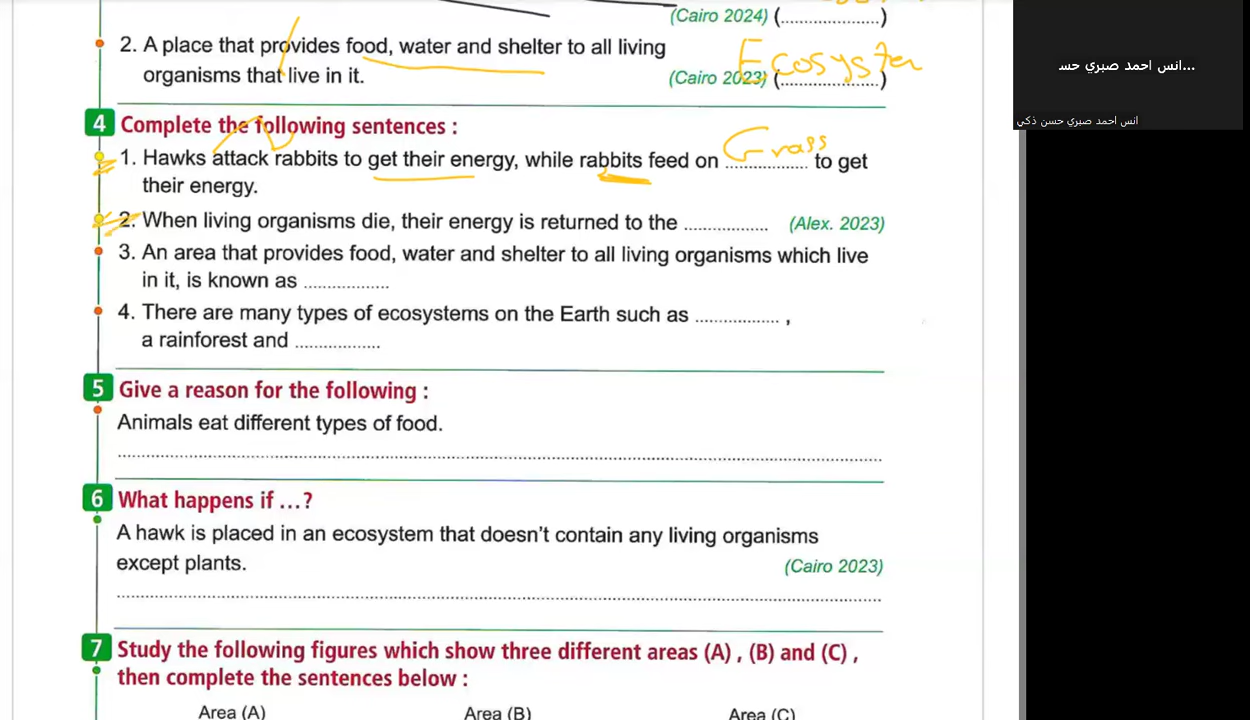 (Cairo 2024) (....................)
2. A place that provides food, water and shelter to all living
organisms that live in it.
(Cairo 2023) (....................)
Ecosystem
4 Complete the following sentences :
1. Hawks attack rabbits to get their energy, while rabbits feed on Grass to get
their energy.
2. When living organisms die, their energy is returned to the ................. (Alex. 2023)
3. An area that provides food, water and shelter to all living organisms which live
in it, is known as .................
4. There are many types of ecosystems on the Earth such as ................. ,
a rainforest and .................
5 Give a reason for the following :
Animals eat different types of food.
6 What happens if ...?
A hawk is placed in an ecosystem that doesn't contain any living organisms
except plants.
(Cairo 2023)
7 Study the following figures which show three different areas (A) , (B) and (C) ,
then complete the sentences below :
Area (A) Area (B) Area (C)
انس احمد صبري حس...
انس احمد صبري حسن ذكي